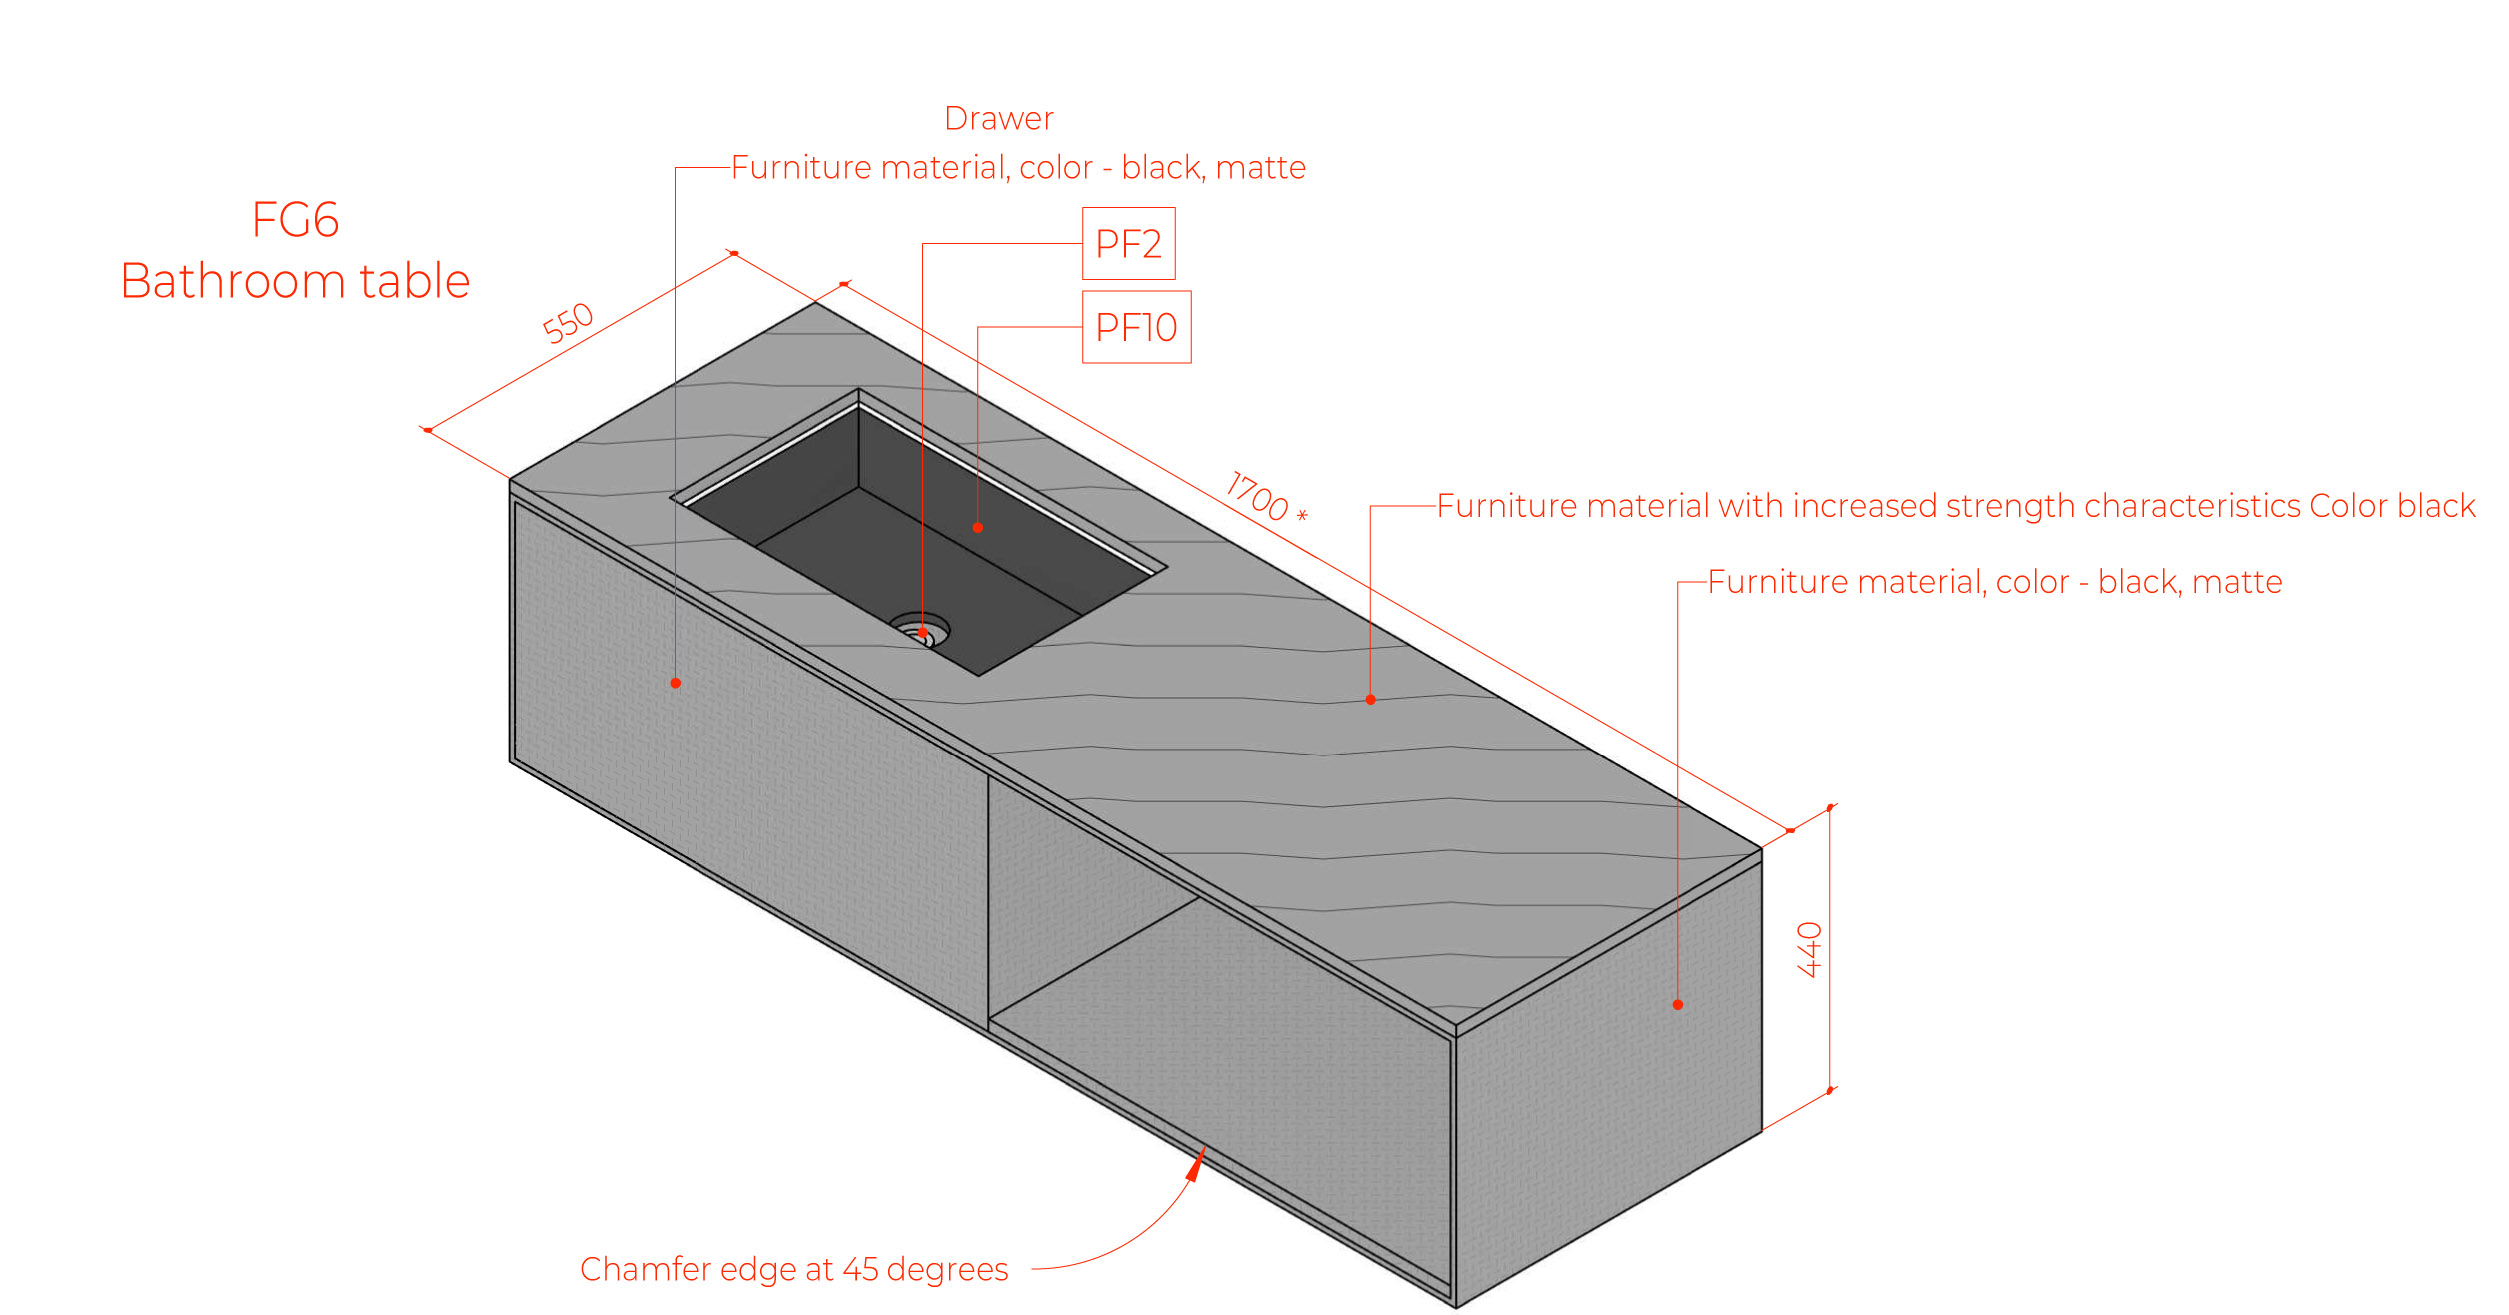 Drawer
Furniture material, color - black, matte
FG6
Bathroom table
PF2
PF10
550
1700 *
Furniture material with increased strength characteristics Color black
Furniture material, color - black, matte
440
Chamfer edge at 45 degrees